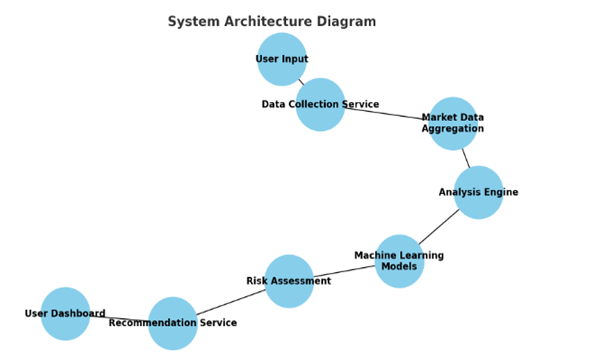 System Architecture Diagram
User Input
Data Collection Service
Market Data
Aggregation
Analysis Engine
Machine Learning
Models
Risk Assessment
User Dashboard
Recommendation Service